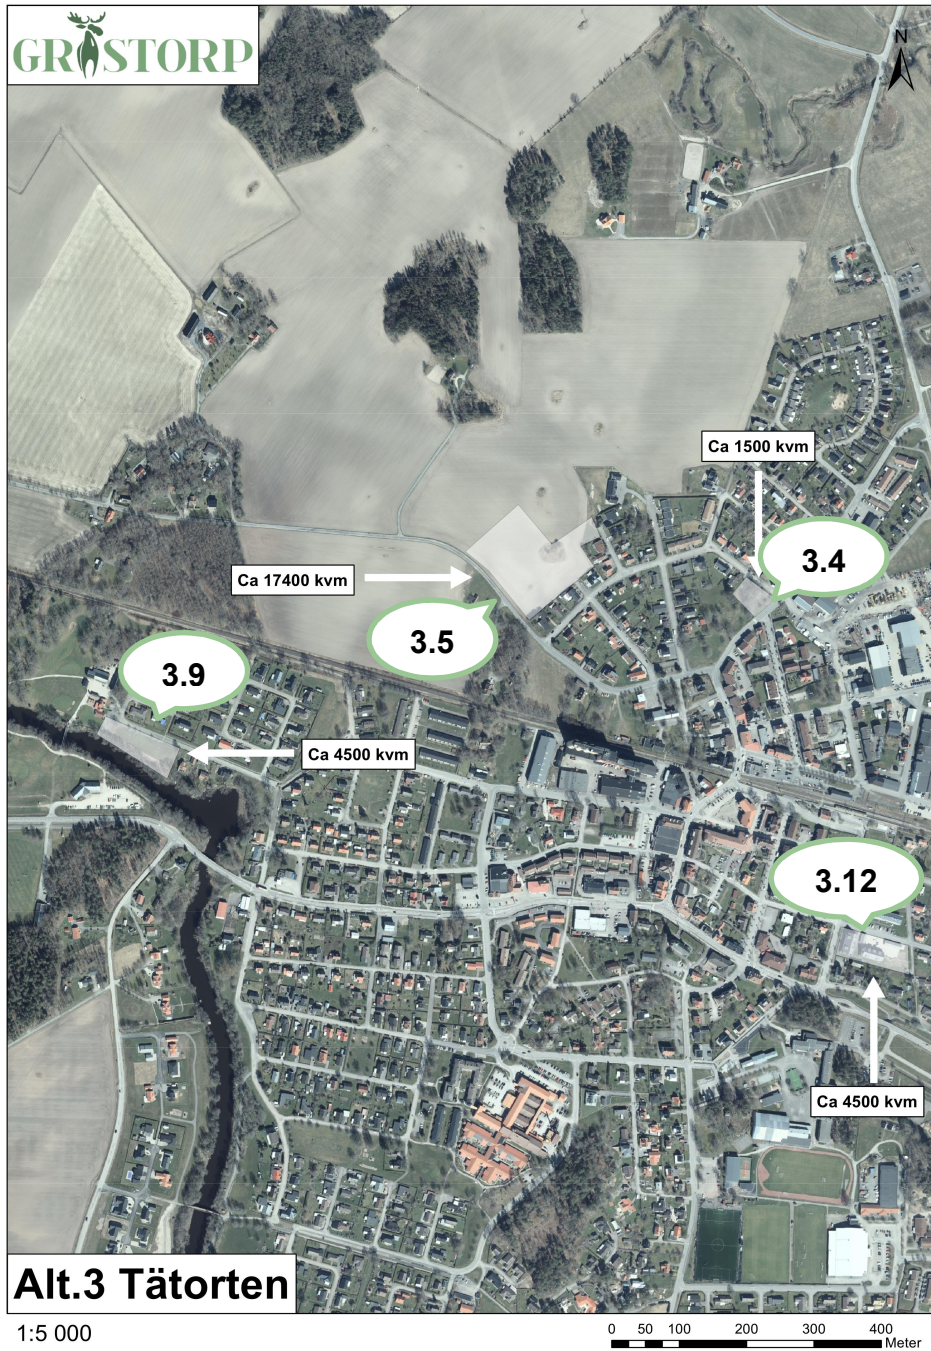 GRÄSTORP
N
Ca 1500 kvm
3.4
Ca 17400 kvm
3.5
3.9
Ca 4500 kvm
3.12
Ca 4500 kvm
Alt.3 Tätorten
1:5 000
0 50 100 200 300 400
Meter